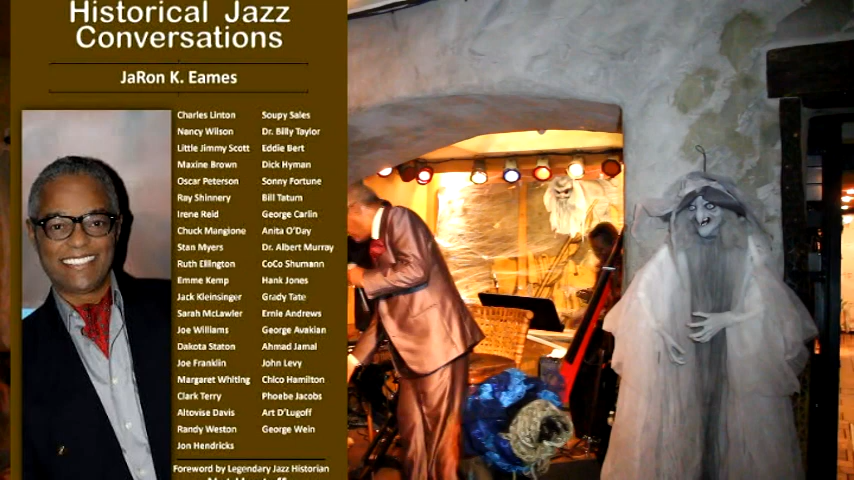 Historical Jazz
Conversations
JaRon K. Eames
Charles Linton
Nancy Wilson
Little Jimmy Scott
Maxine Brown
Oscar Peterson
Ray Shinnery
Irene Reid
Chuck Mangione
Stan Myers
Ruth Ellington
Emme Kemp
Jack Kleinsinger
Sarah McLawler
Joe Williams
Dakota Staton
Joe Franklin
Margaret Whiting
Clark Terry
Altovise Davis
Randy Weston
Jon Hendricks
Soupy Sales
Dr. Billy Taylor
Eddie Bert
Dick Hyman
Sonny Fortune
Bill Tatum
George Carlin
Anita O'Day
Dr. Albert Murray
CoCo Shumann
Hank Jones
Grady Tate
Ernie Andrews
George Avakian
Ahmad Jamal
John Levy
Chico Hamilton
Phoebe Jacobs
Art D'Lugoff
George Wein
Foreword by Legendary Jazz Historian